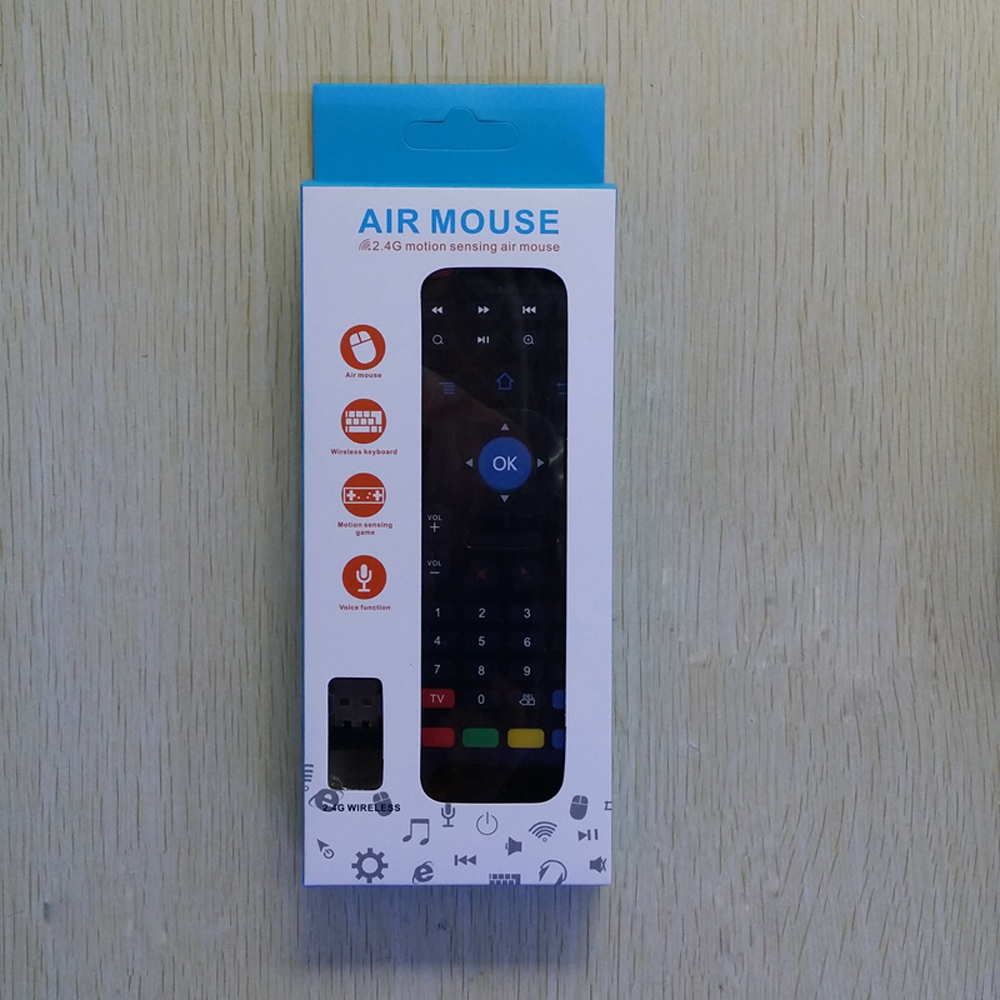 AIR MOUSE
2.4G motion sensing air mouse
Air mouse
Wireless keyboard
Motion sensing
game
Voice function
OK
VOL
+
VOL
−
1 2 3
4 5 6
7 8 9
TV 0 DEL
2.4G WIRELESS